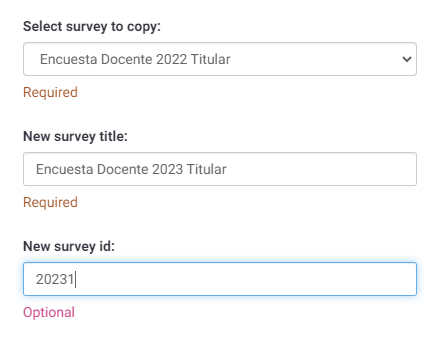 Select survey to copy:
Encuesta Docente 2022 Titular
Required
New survey title:
Encuesta Docente 2023 Titular
Required
New survey id:
20231
Optional